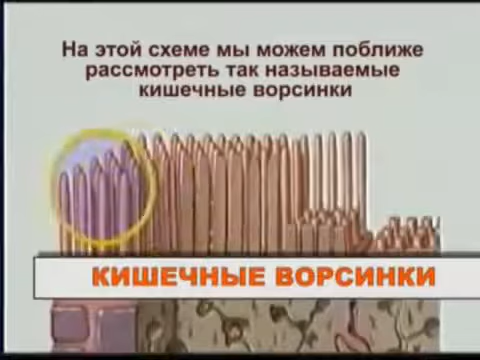 На этой схеме мы можем поближе
рассмотреть так называемые
кишечные ворсинки
КИШЕЧНЫЕ ВОРСИНКИ